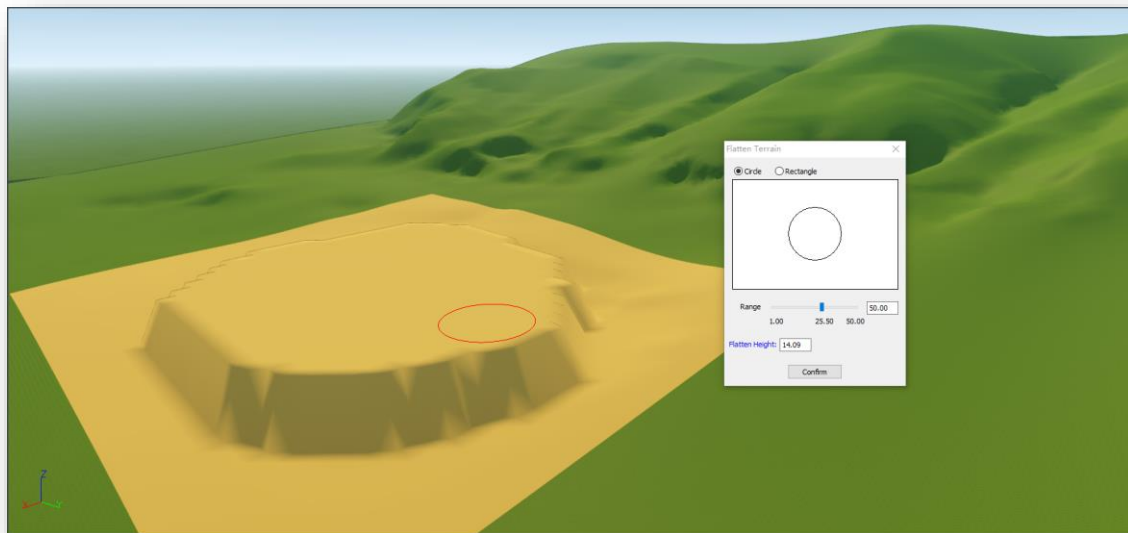 Flatten Terrain
Circle Rectangle
Range 50.00
1.00 25.50 50.00
Flatten Height: 14.09
Confirm
Z
X Y